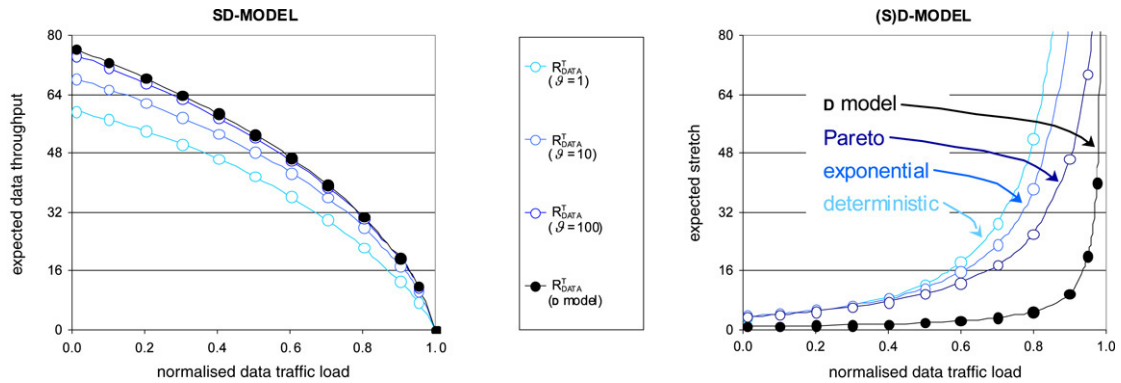 SD-MODEL
80
64
48
32
16
0
expected data throughput
0.0 0.2 0.4 0.6 0.8 1.0
normalised data traffic load
R^T_DATA
(ϑ = 1)
R^T_DATA
(ϑ = 10)
R^T_DATA
(ϑ = 100)
R^T_DATA
(D model)
(S)D-MODEL
80
64
48
32
16
0
expected stretch
D model
Pareto
exponential
deterministic
0.0 0.2 0.4 0.6 0.8 1.0
normalised data traffic load